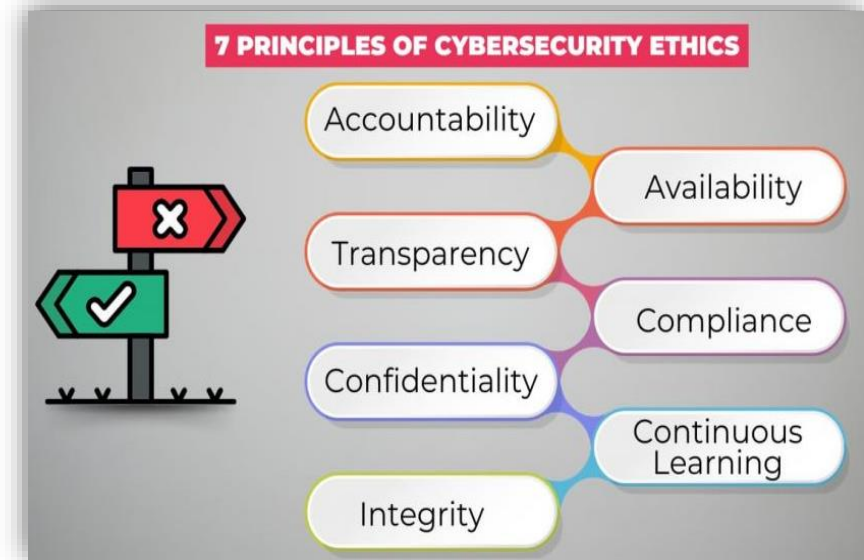 7 PRINCIPLES OF CYBERSECURITY ETHICS
Accountability
Availability
Transparency
Compliance
Confidentiality
Continuous
Learning
Integrity